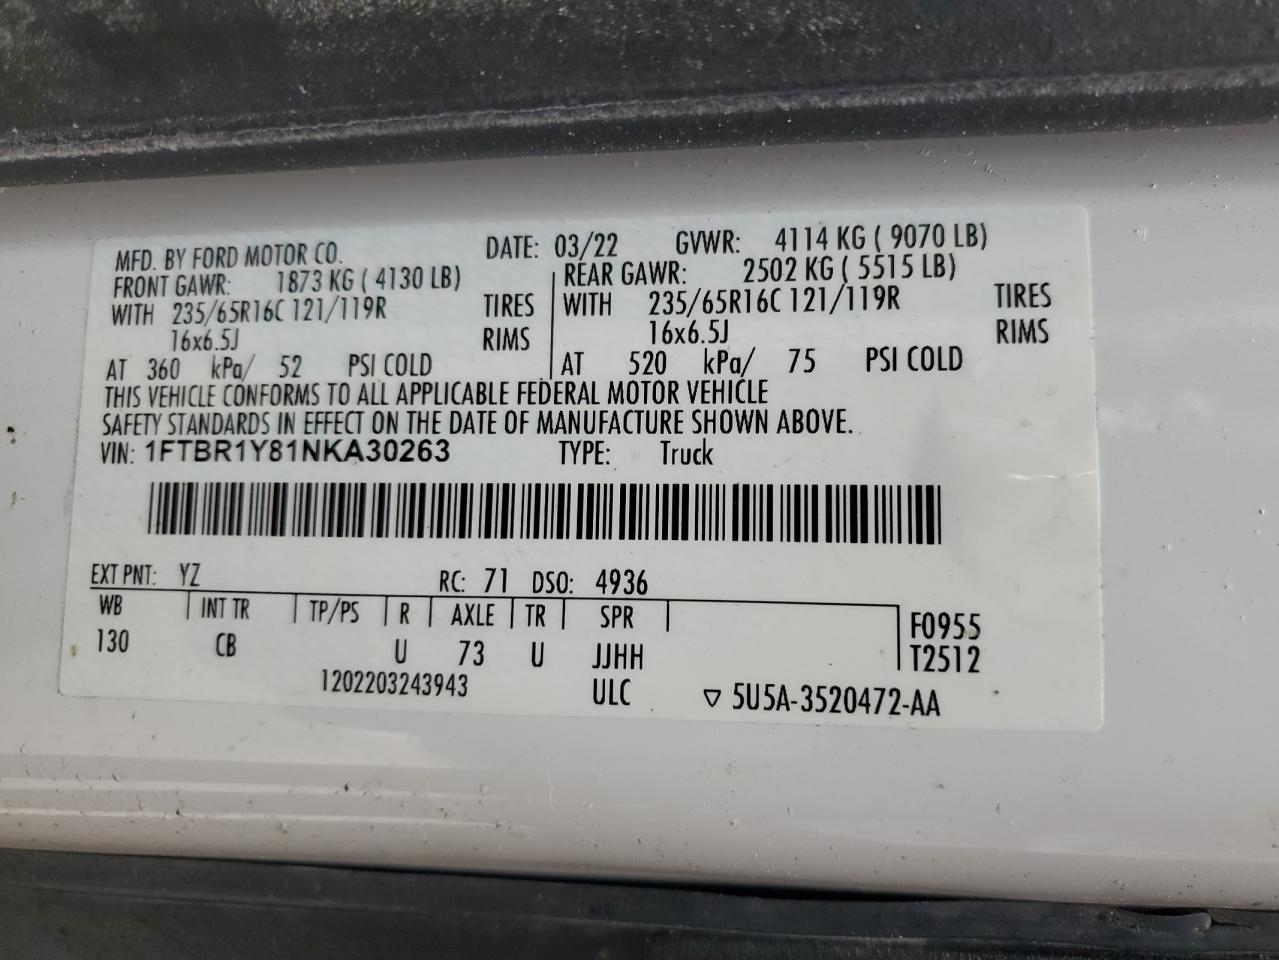 MFD. BY FORD MOTOR CO. DATE: 03/22 GVWR: 4114 KG ( 9070 LB)
FRONT GAWR: 1873 KG ( 4130 LB) REAR GAWR: 2502 KG ( 5515 LB)
WITH 235/65R16C 121/119R TIRES WITH 235/65R16C 121/119R TIRES
16x6.5J RIMS 16x6.5J RIMS
AT 360 kPa/ 52 PSI COLD AT 520 kPa/ 75 PSI COLD
THIS VEHICLE CONFORMS TO ALL APPLICABLE FEDERAL MOTOR VEHICLE
SAFETY STANDARDS IN EFFECT ON THE DATE OF MANUFACTURE SHOWN ABOVE.
VIN: 1FTBR1Y81NKA30263 TYPE: Truck
EXT PNT: YZ RC: 71 DSO: 4936
WB INT TR TP/PS R AXLE TR SPR F0955
130 CB U 73 U JJHH T2512
1202203243943 ULC ▽ 5U5A-3520472-AA